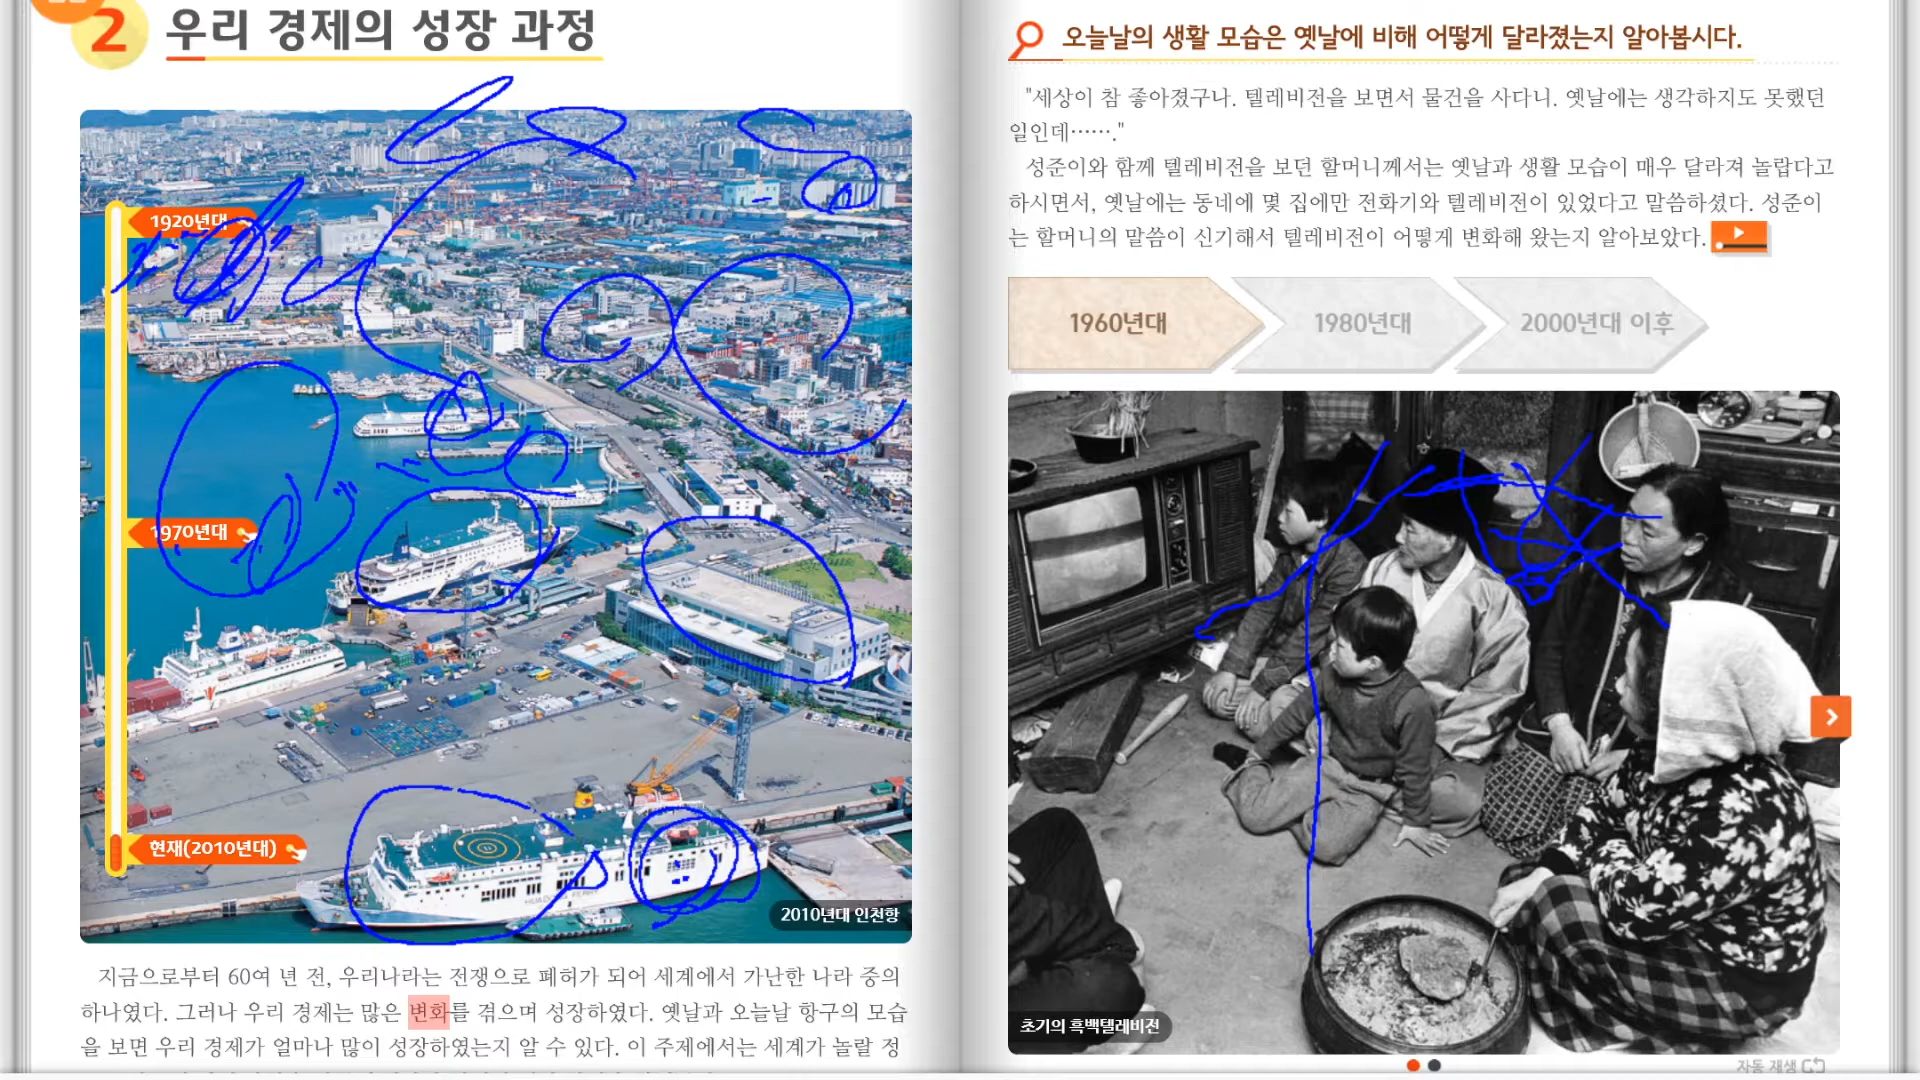 2 우리 경제의 성장 과정
1920년대
1970년대
현재(2010년대)
2010년대 인천항
지금으로부터 60여 년 전, 우리나라는 전쟁으로 폐허가 되어 세계에서 가난한 나라 중의
하나였다. 그러나 우리 경제는 많은 변화를 겪으며 성장하였다. 옛날과 오늘날 항구의 모습
을 보면 우리 경제가 얼마나 많이 성장하였는지 알 수 있다. 이 주제에서는 세계가 놀랄 정
오늘날의 생활 모습은 옛날에 비해 어떻게 달라졌는지 알아봅시다.
"세상이 참 좋아졌구나. 텔레비전을 보면서 물건을 사다니. 옛날에는 생각하지도 못했던
일인데……."
성준이와 함께 텔레비전을 보던 할머니께서는 옛날과 생활 모습이 매우 달라져 놀랍다고
하시면서, 옛날에는 동네에 몇 집에만 전화기와 텔레비전이 있었다고 말씀하셨다. 성준이
는 할머니의 말씀이 신기해서 텔레비전이 어떻게 변화해 왔는지 알아보았다.
1960년대
1980년대
2000년대 이후
초기의 흑백텔레비전
자동 재생